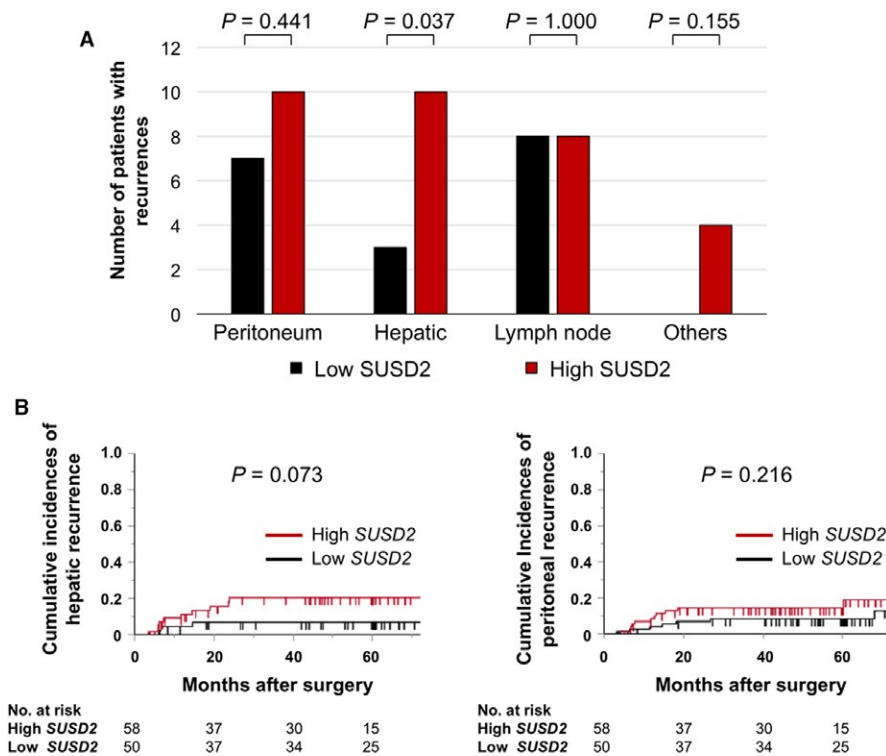 A
P = 0.441
P = 0.037
P = 1.000
P = 0.155
Number of patients with
recurrences
12
10
8
6
4
2
0
Peritoneum Hepatic Lymph node Others
Low SUSD2 High SUSD2
B
Cumulative incidences of
hepatic recurrence
1.0
0.8
0.6
0.4
0.2
0
P = 0.073
High SUSD2
Low SUSD2
0 20 40 60
Months after surgery
No. at risk
High SUSD2 58 37 30 15
Low SUSD2 50 37 34 25
Cumulative Incidences of
peritoneal recurrence
1.0
0.8
0.6
0.4
0.2
0
P = 0.216
High SUSD2
Low SUSD2
0 20 40 60
Months after surgery
No. at risk
High SUSD2 58 37 30 15
Low SUSD2 50 37 34 25